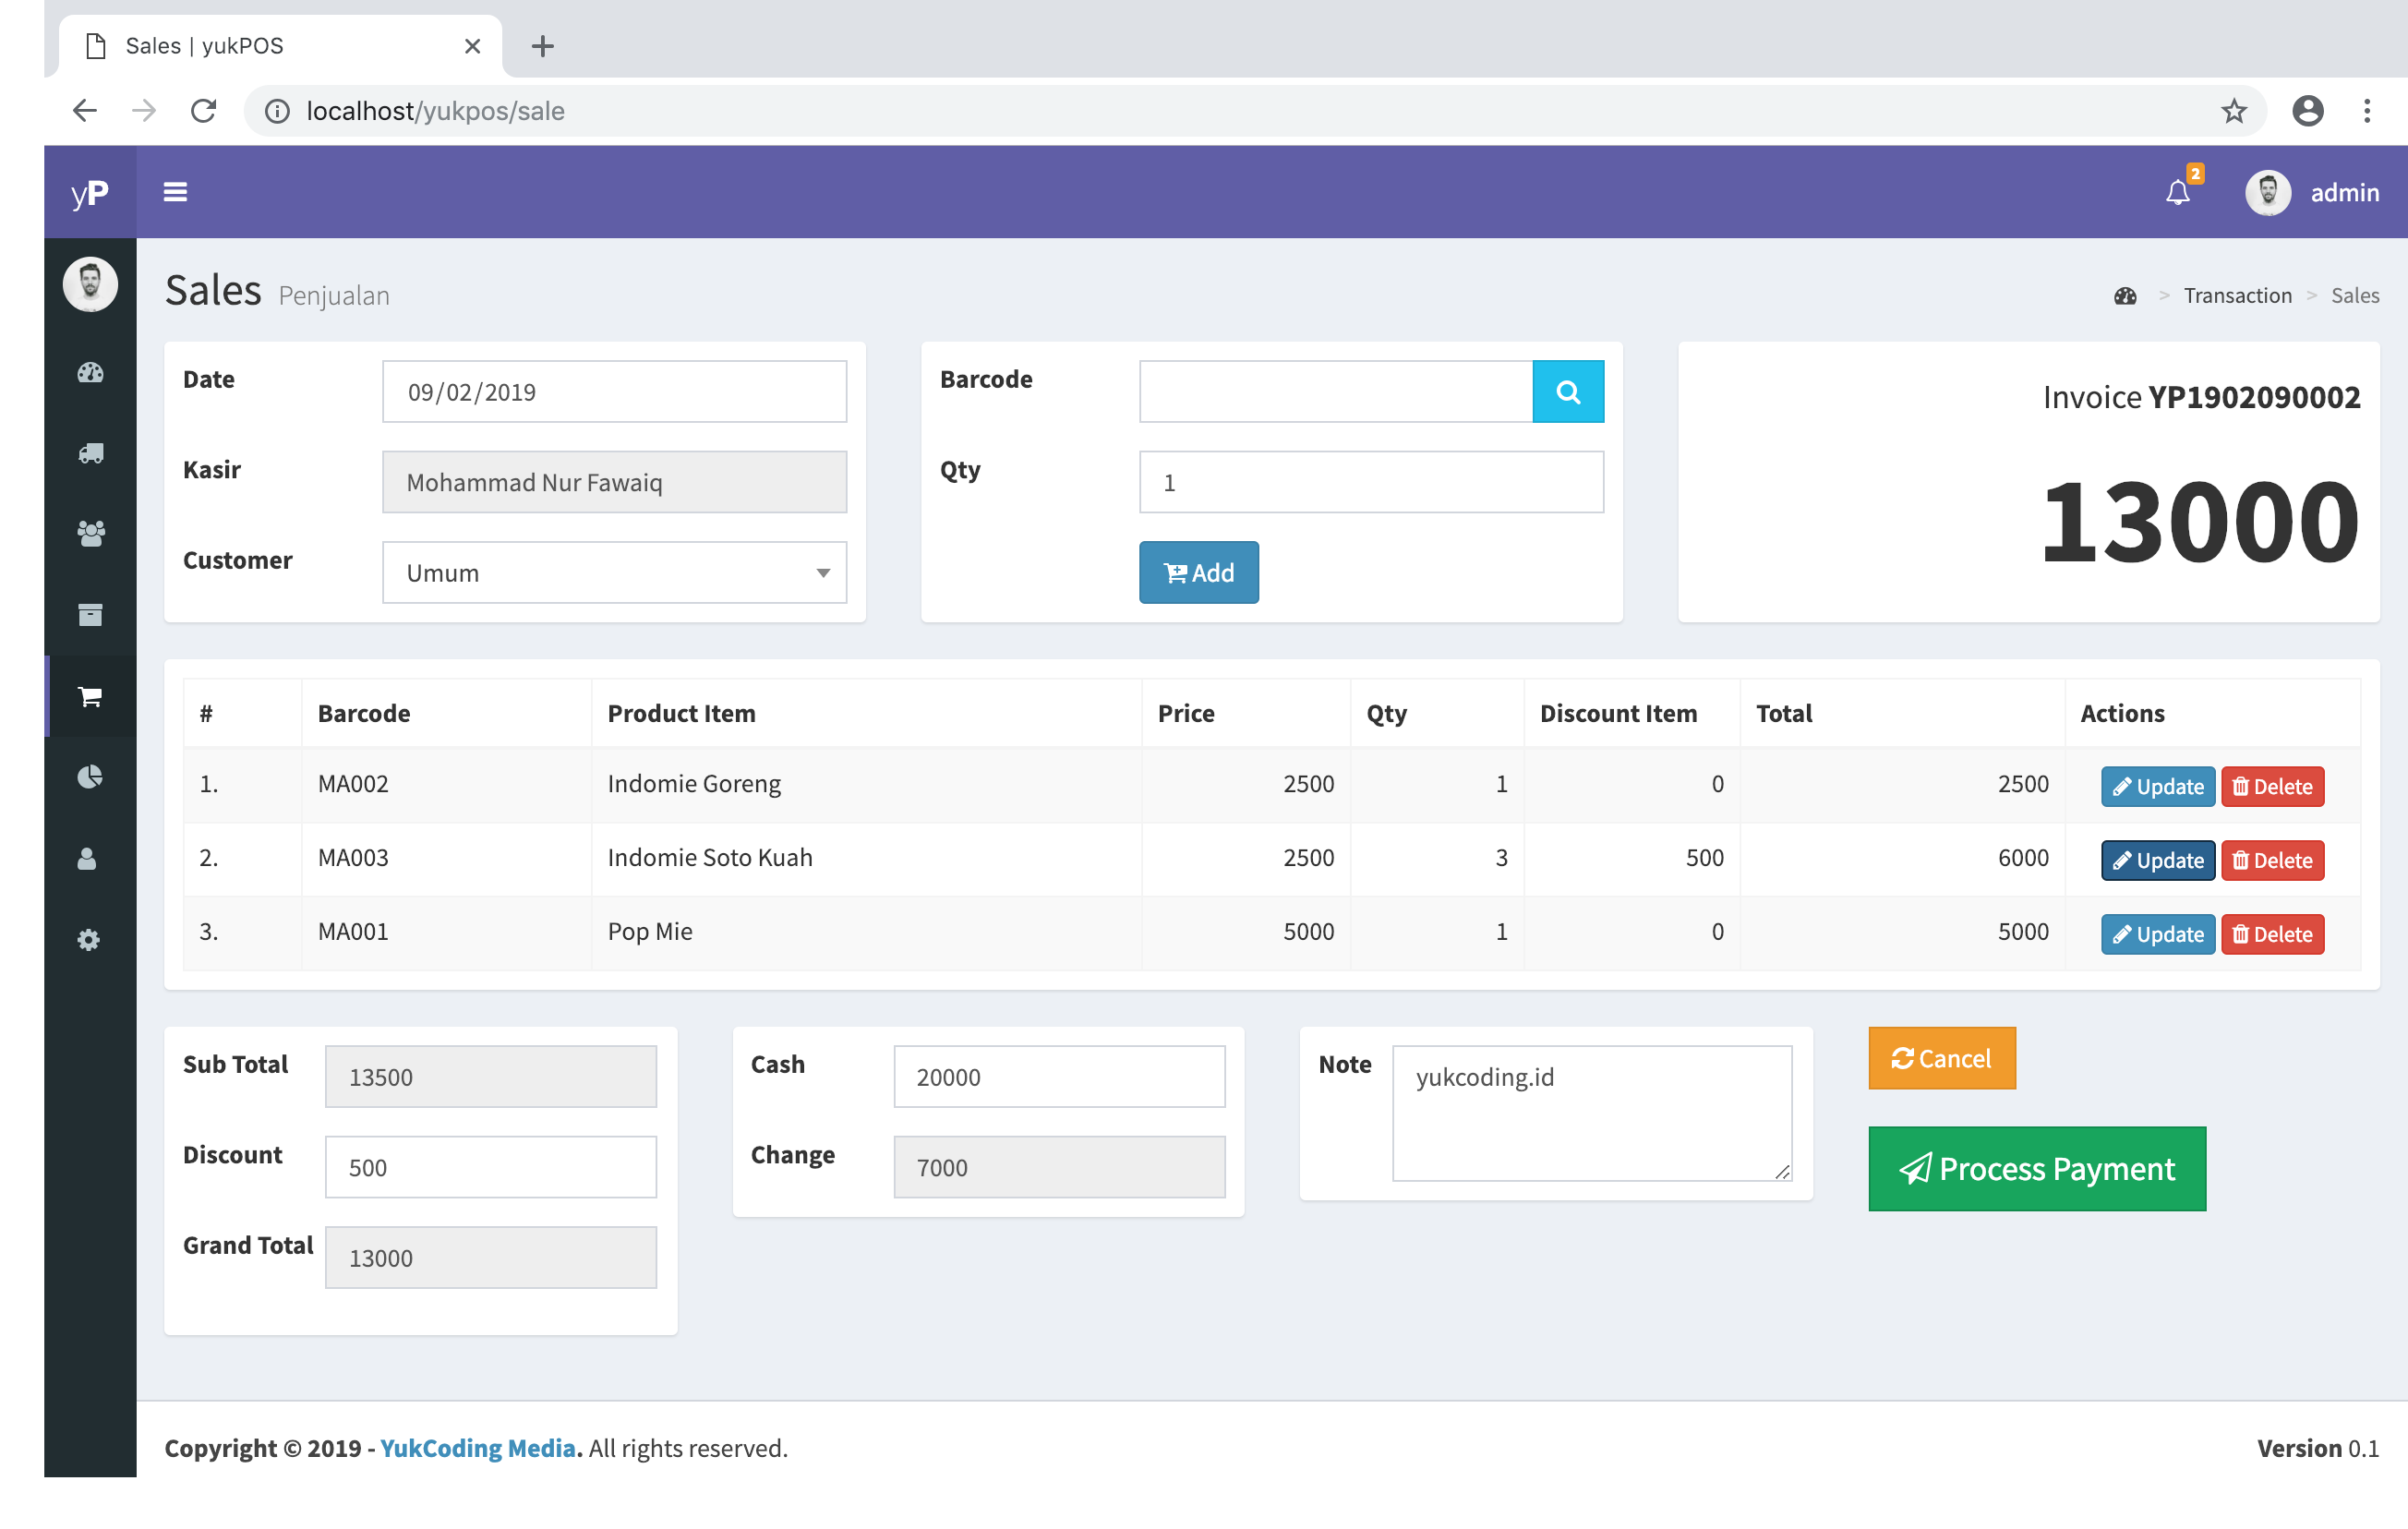 Sales | yukPOS
localhost/yukpos/sale
yP
2
admin
Sales Penjualan
> Transaction > Sales
Date 09/02/2019
Kasir Mohammad Nur Fawaiq
Customer Umum
Barcode
Qty 1
Add
Invoice YP1902090002
13000
# Barcode Product Item Price Qty Discount Item Total Actions
1. MA002 Indomie Goreng 2500 1 0 2500 Update Delete
2. MA003 Indomie Soto Kuah 2500 3 500 6000 Update Delete
3. MA001 Pop Mie 5000 1 0 5000 Update Delete
Sub Total 13500
Discount 500
Grand Total 13000
Cash 20000
Change 7000
Note yukcoding.id
Cancel
Process Payment
Copyright © 2019 - YukCoding Media. All rights reserved.
Version 0.1